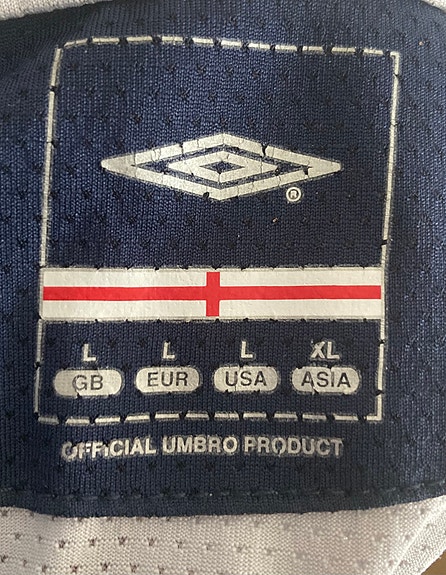 ®
L L L XL
GB EUR USA ASIA
OFFICIAL UMBRO PRODUCT